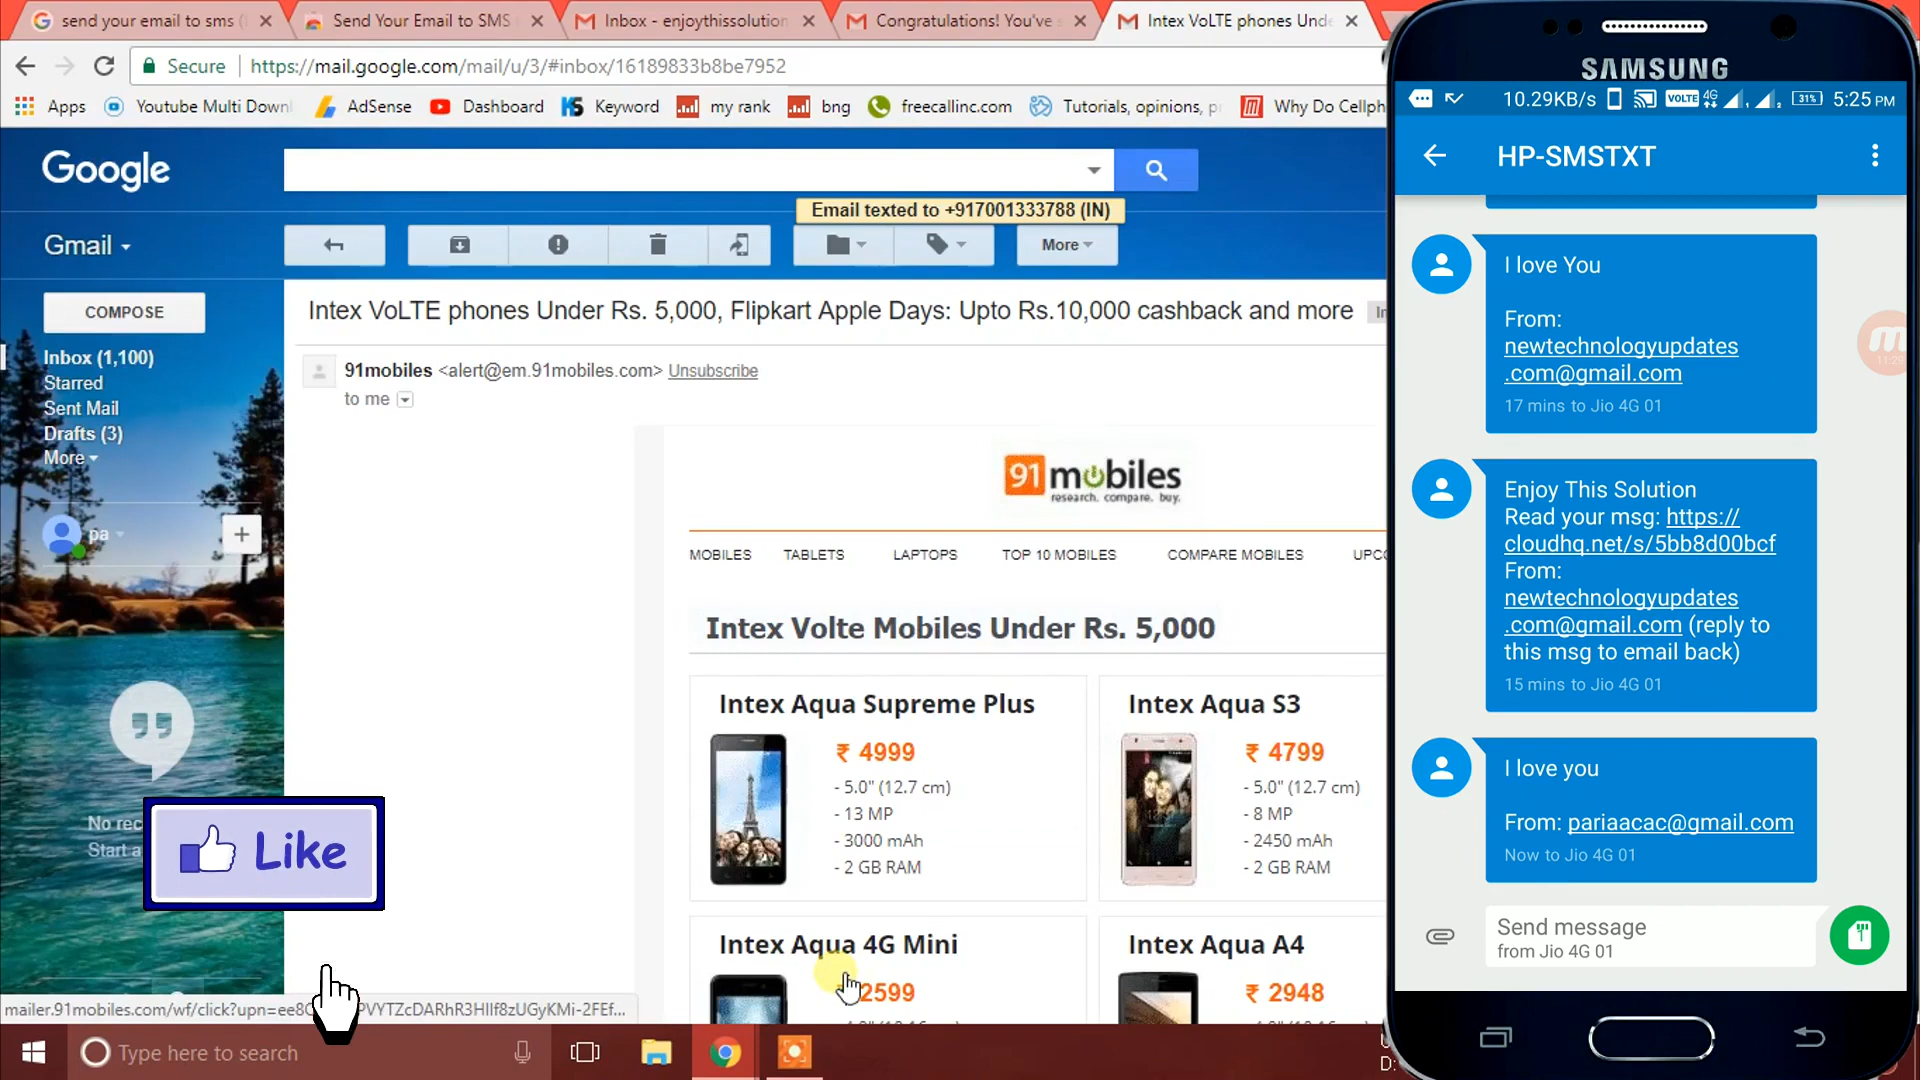 send your email to sms (
Send Your Email to SMS
Inbox - enjoythissolution
Congratulations! You've s
Intex VoLTE phones Unde
Secure
https://mail.google.com/mail/u/3/#inbox/16189833b8be7952
Apps
Youtube Multi Downl
AdSense
Dashboard
Keyword
my rank
bng
freecallinc.com
Tutorials, opinions, p
Why Do Cellph
Google
Email texted to +917001333788 (IN)
Gmail
More
COMPOSE
Inbox (1,100)
Starred
Sent Mail
Drafts (3)
More
pa
No rec
Start a
Like
Intex VoLTE phones Under Rs. 5,000, Flipkart Apple Days: Upto Rs.10,000 cashback and more
In
91mobiles <alert@em.91mobiles.com> Unsubscribe
to me
91mobiles
research. compare. buy.
MOBILES
TABLETS
LAPTOPS
TOP 10 MOBILES
COMPARE MOBILES
UPCO
Intex Volte Mobiles Under Rs. 5,000
Intex Aqua Supreme Plus
₹ 4999
- 5.0" (12.7 cm)
- 13 MP
- 3000 mAh
- 2 GB RAM
Intex Aqua S3
₹ 4799
- 5.0" (12.7 cm)
- 8 MP
- 2450 mAh
- 2 GB RAM
Intex Aqua 4G Mini
2599
Intex Aqua A4
₹ 2948
Type here to search
D:
SAMSUNG
10.29KB/s
VOLTE
4G
31%
5:25 PM
HP-SMSTXT
I love You
From:
newtechnologyupdates
.com@gmail.com
17 mins to Jio 4G 01
Enjoy This Solution
Read your msg: https://
cloudhq.net/s/5bb8d00bcf
From:
newtechnologyupdates
.com@gmail.com (reply to
this msg to email back)
15 mins to Jio 4G 01
I love you
From: pariaacac@gmail.com
Now to Jio 4G 01
Send message
from Jio 4G 01
11:29